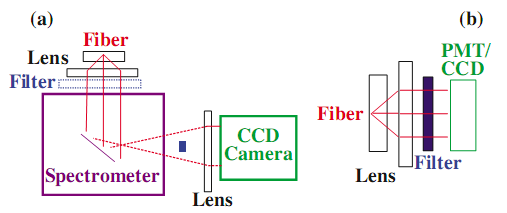 (a)
Fiber
Lens
Filter
Spectrometer
CCD
Camera
Lens
(b)
PMT/
CCD
Fiber
Filter
Lens